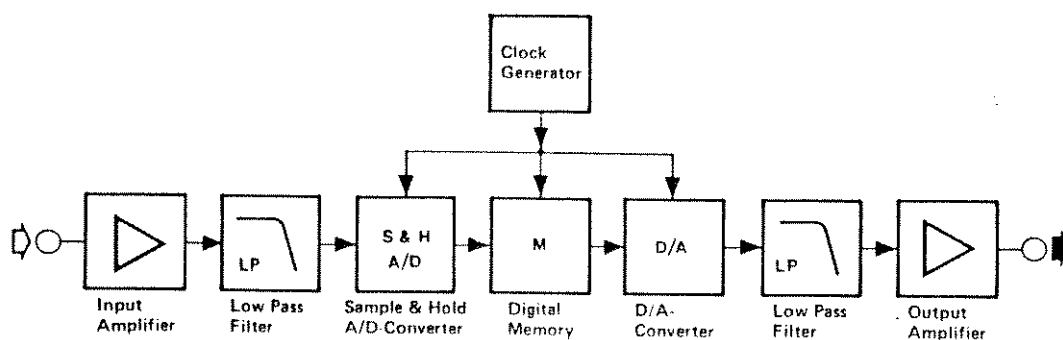 Clock
Generator
LP
S & H
A/D
M
D/A
LP
Input
Amplifier
Low Pass
Filter
Sample & Hold
A/D-Converter
Digital
Memory
D/A-
Converter
Low Pass
Filter
Output
Amplifier